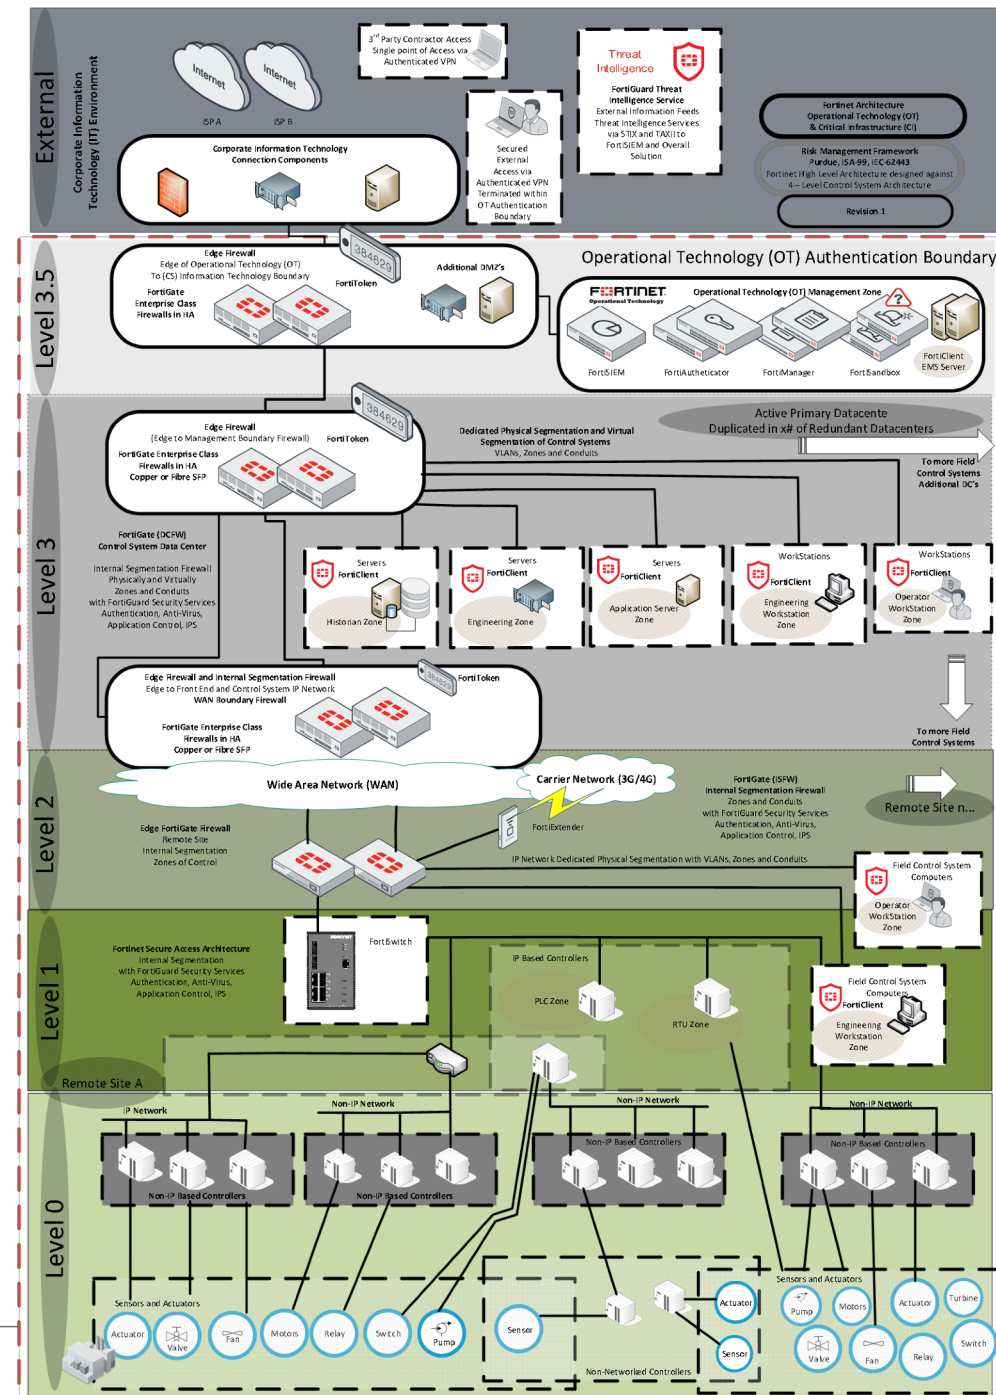 External
Corporate Information
Technology (IT) Environment
Internet
Internet
ISP A
ISP B
3rd Party Contractor Access
Single point of Access via
Authenticated VPN
Secured
External
Access via
Authenticated VPN
Terminated within
OT Authentication
Boundary
Threat
Intelligence
FortiGuard Threat
Intelligence Service
External Information Feeds
Threat Intelligence Services
via STIX and TAXII to
FortiSIEM and Overall
Solution
Fortinet Architecture
Operational Technology (OT)
& Critical Infrastructure (CI)
Risk Management Framework
Purdue, ISA-99, IEC-62443
Fortinet High Level Architecture designed against
4 – Level Control System Architecture
Revision 1
Corporate Information Technology
Connection Components
Level 3.5
Edge Firewall
Edge of Operational Technology (OT)
To (CS) Information Technology Boundary
FortiGate
Enterprise Class
Firewalls in HA
384629
FortiToken
Additional DMZ's
Operational Technology (OT) Authentication Boundary
FORTINET
Operational Technology
Operational Technology (OT) Management Zone
FortiSIEM
FortiAutheticator
FortiManager
FortiSandbox
FortiClient
EMS Server
Level 3
Edge Firewall
(Edge to Management Boundary Firewall)
FortiGate Enterprise Class
Firewalls in HA
Copper or Fibre SFP
384629
FortiToken
Dedicated Physical Segmentation and Virtual
Segmentation of Control Systems
VLANs, Zones and Conduits
Active Primary Datacente
Duplicated in x# of Redundant Datacenters
To more Field
Control Systems
Additional DC's
FortiGate (DCFW)
Control System Data Center
Internal Segmentation Firewall
Physically and Virtually
Zones and Conduits
with FortiGuard Security Services
Authentication, Anti-Virus,
Application Control, IPS
Servers
FortiClient
Historian Zone
Servers
FortiClient
Engineering Zone
Servers
FortiClient
Application Server
Zone
WorkStations
FortiClient
Engineering
Workstation
Zone
WorkStations
FortiClient
Operator
WorkStation
Zone
Edge Firewall and Internal Segmentation Firewall
Edge to Front End and Control System IP Network
WAN Boundary Firewall
FortiGate Enterprise Class
Firewalls in HA
Copper or Fibre SFP
384629
FortiToken
To more Field
Control Systems
Level 2
Wide Area Network (WAN)
Carrier Network (3G/4G)
FortiExtender
Edge FortiGate Firewall
Remote Site
Internal Segmentation
Zones of Control
FortiGate (ISFW)
Internal Segmentation Firewall
Zones and Conduits
with FortiGuard Security Services
Authentication, Anti-Virus,
Application Control, IPS
Remote Site n...
IP Network Dedicated Physical Segmentation with VLANs, Zones and Conduits
Field Control System
Computers
Operator
WorkStation
Zone
Level 1
Fortinet Secure Access Architecture
Internal Segmentation
with FortiGuard Security Services
Authentication, Anti-Virus,
Application Control, IPS
FortiSwitch
IP Based Controllers
PLC Zone
RTU Zone
Field Control System
Computers
FortiClient
Engineering
Workstation
Zone
Remote Site A
Level 0
IP Network
Non-IP Network
Non-IP Network
Non-IP Network
Non-IP Based Controllers
Non-IP Based Controllers
Non-IP Based Controllers
Non-IP Based Controllers
Sensors and Actuators
Actuator
Valve
Fan
Motors
Relay
Switch
Pump
Sensor
Actuator
Sensor
Non-Networked Controllers
Sensors and Actuators
Pump
Motors
Actuator
Turbine
Valve
Fan
Relay
Switch